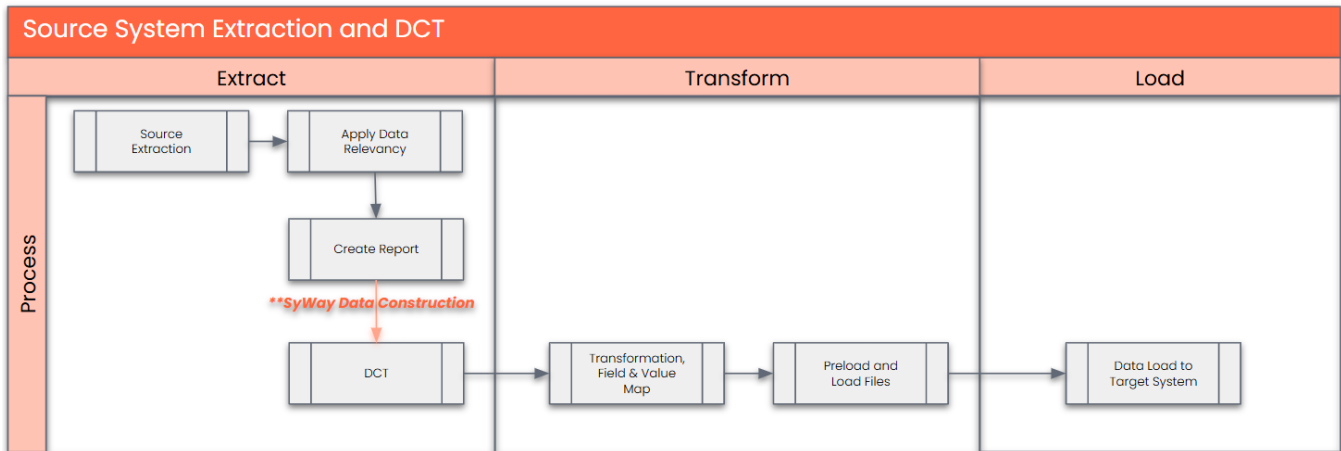 Source System Extraction and DCT
Extract
Transform
Load
Process
Source
Extraction
Apply Data
Relevancy
Create Report
**SyWay Data Construction
DCT
Transformation,
Field & Value
Map
Preload and
Load Files
Data Load to
Target System